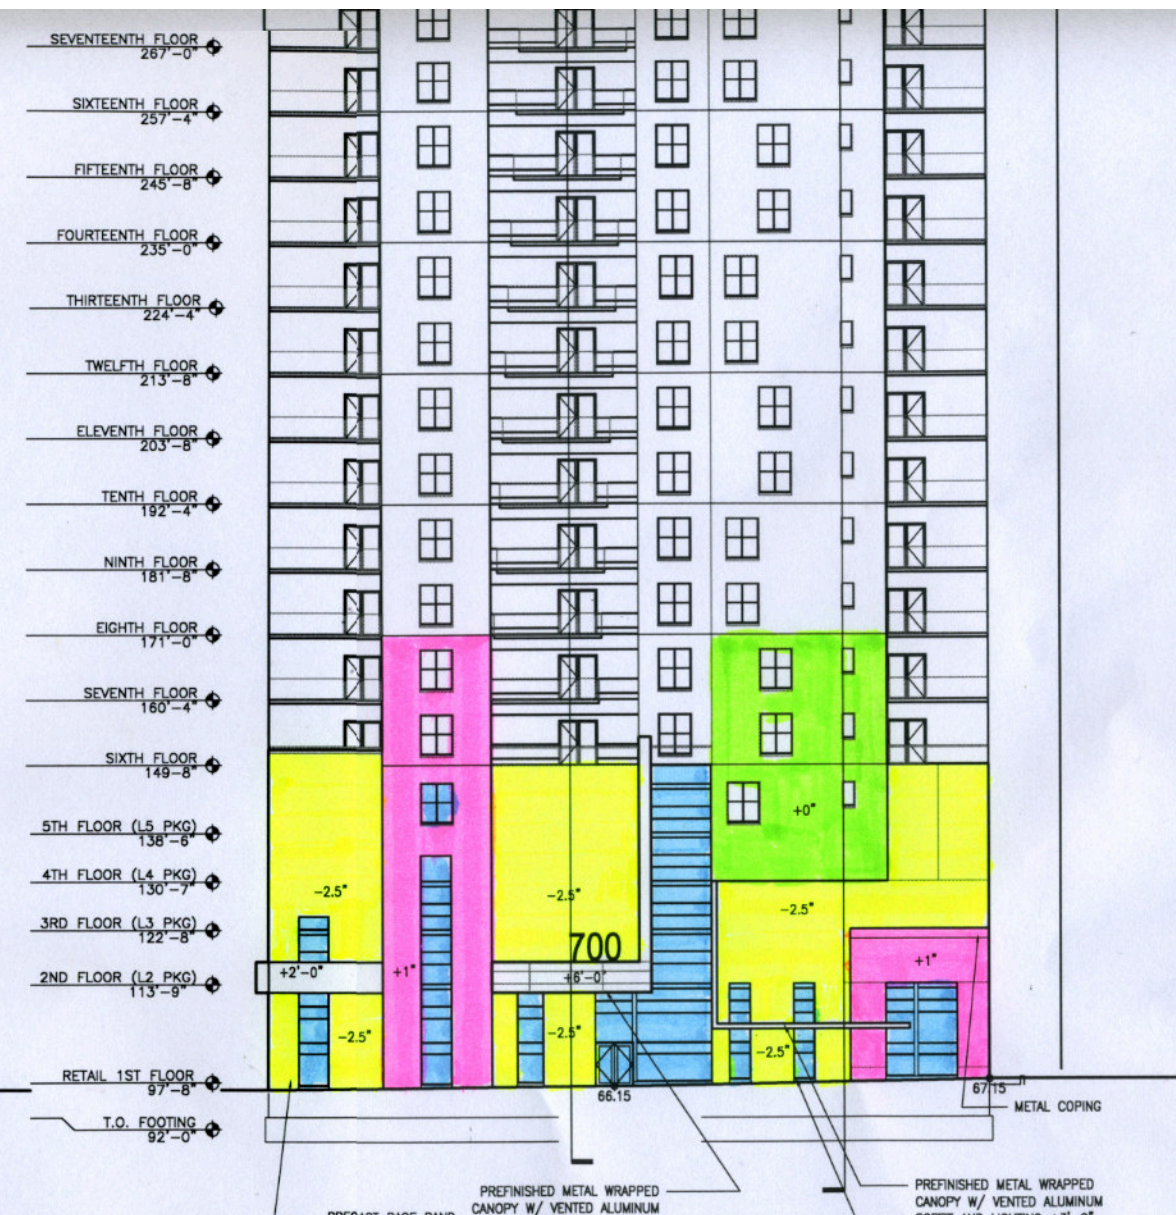 SEVENTEENTH FLOOR
267'-0"
SIXTEENTH FLOOR
257'-4"
FIFTEENTH FLOOR
245'-8"
FOURTEENTH FLOOR
235'-0"
THIRTEENTH FLOOR
224'-4"
TWELFTH FLOOR
213'-8"
ELEVENTH FLOOR
203'-8"
TENTH FLOOR
192'-4"
NINTH FLOOR
181'-8"
EIGHTH FLOOR
171'-0"
SEVENTH FLOOR
160'-4"
SIXTH FLOOR
149-8"
5TH FLOOR (L5 PKG)
138'-6"
4TH FLOOR (L4 PKG)
130'-7"
3RD FLOOR (L3 PKG)
122'-8"
2ND FLOOR (L2 PKG)
113'-9"
RETAIL 1ST FLOOR
97'-8"
T.O. FOOTING
92'-0"
+0"
-2.5"
-2.5"
-2.5"
700
+2'-0"
+1"
+6'-0"
+1"
-2.5"
-2.5"
-2.5"
66.15
67.15
METAL COPING
PREFINISHED METAL WRAPPED
CANOPY W/ VENTED ALUMINUM
PREFINISHED METAL WRAPPED
CANOPY W/ VENTED ALUMINUM